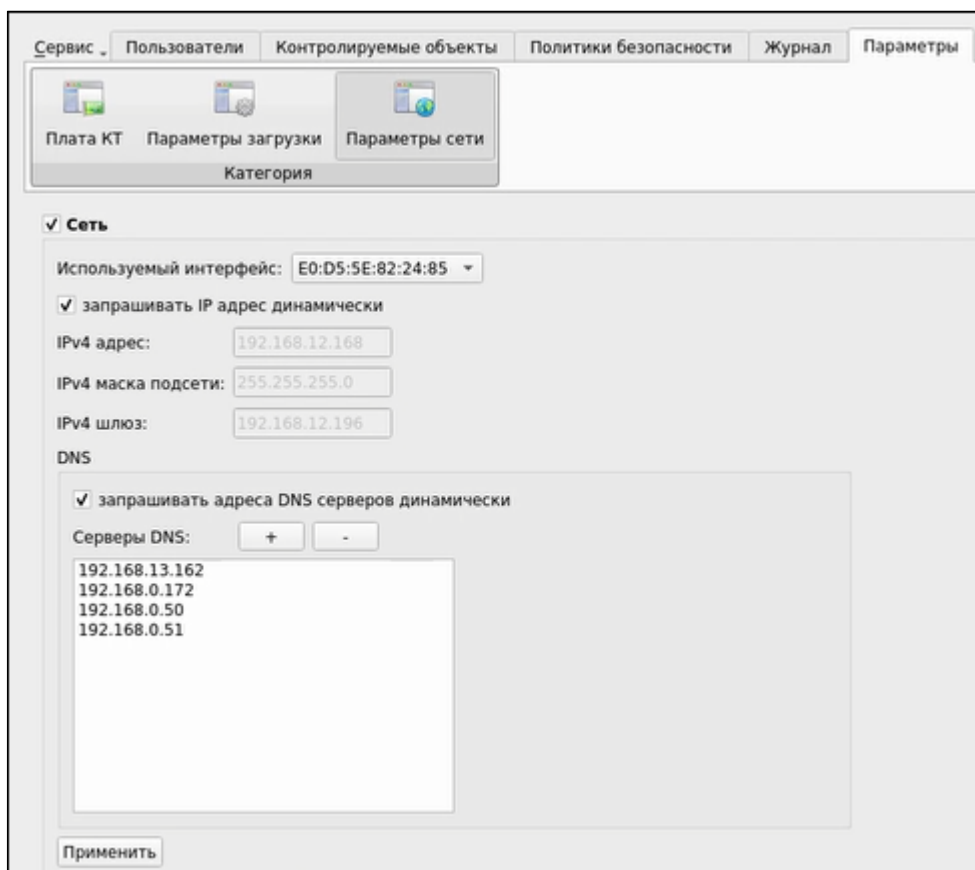 Сервис Пользователи Контролируемые объекты Политики безопасности Журнал Параметры
Плата КТ Параметры загрузки Параметры сети
Категория
Сеть
Используемый интерфейс: E0:D5:5E:82:24:85
запрашивать IP адрес динамически
IPv4 адрес: 192.168.12.168
IPv4 маска подсети: 255.255.255.0
IPv4 шлюз: 192.168.12.196
DNS
запрашивать адреса DNS серверов динамически
Серверы DNS: + -
192.168.13.162
192.168.0.172
192.168.0.50
192.168.0.51
Применить